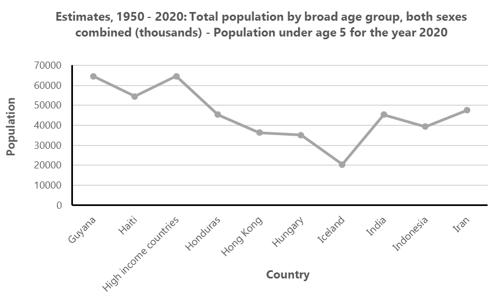 Estimates, 1950 - 2020: Total population by broad age group, both sexes
combined (thousands) - Population under age 5 for the year 2020
Population
70000
60000
50000
40000
30000
20000
10000
0
Guyana
Haiti
High income countries
Honduras
Hong Kong
Hungary
Iceland
India
Indonesia
Iran
Country